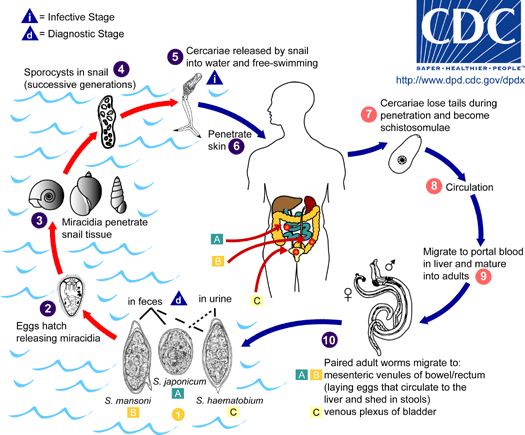 i = Infective Stage
d = Diagnostic Stage
CDC
SAFER • HEALTHIER • PEOPLE™
http://www.dpd.cdc.gov/dpdx
5 Cercariae released by snail
into water and free-swimming
i
4 Sporocysts in snail
(successive generations)
Penetrate
skin 6
7 Cercariae lose tails during
penetration and become
schistosomulae
8 Circulation
3 Miracidia penetrate
snail tissue
A
B
C
Migrate to portal blood
in liver and mature
into adults 9
♀
♂
2
Eggs hatch
releasing miracidia
in feces
d
in urine
S. japonicum
A
S. mansoni
B
1
S. haematobium
C
10
Paired adult worms migrate to:
A B mesenteric venules of bowel/rectum
(laying eggs that circulate to the
liver and shed in stools)
C venous plexus of bladder